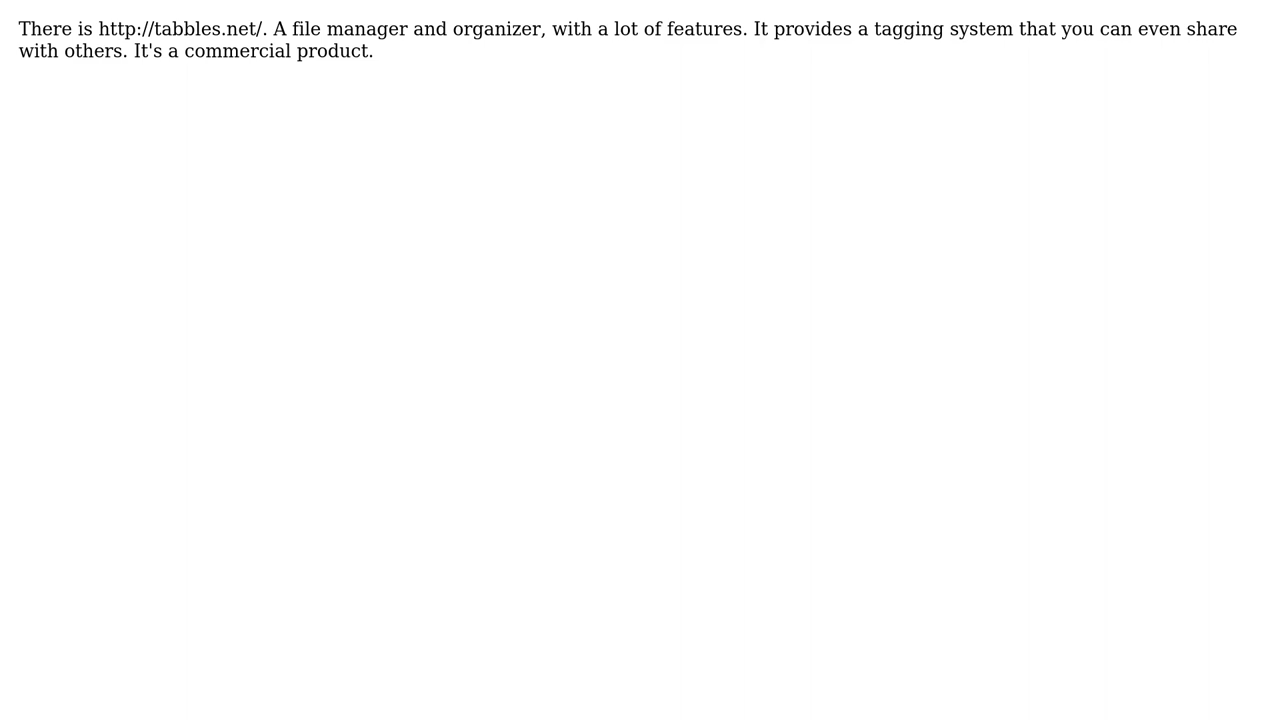 There is http://tabbles.net/. A file manager and organizer, with a lot of features. It provides a tagging system that you can even share
with others. It's a commercial product.